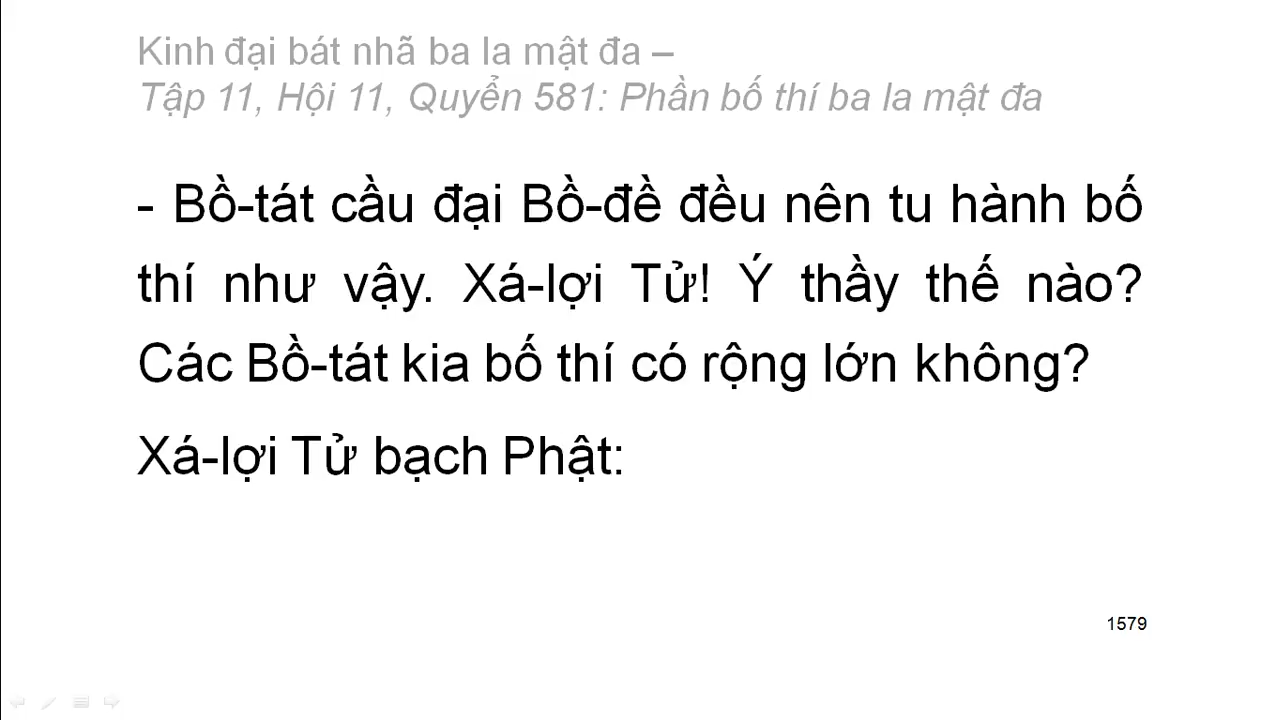 Kinh đại bát nhã ba la mật đa –
Tập 11, Hội 11, Quyển 581: Phần bố thí ba la mật đa
- Bồ-tát cầu đại Bồ-đề đều nên tu hành bố
thí như vậy. Xá-lợi Tử! Ý thầy thế nào?
Các Bồ-tát kia bố thí có rộng lớn không?
Xá-lợi Tử bạch Phật:
1579